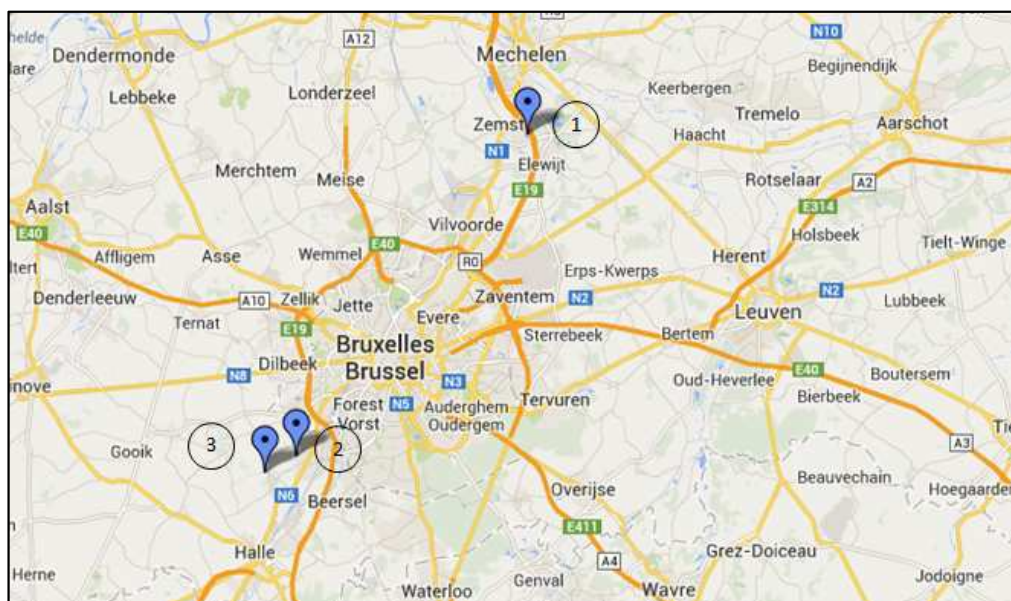 Dendermonde
A12
Mechelen
N10
Begijnendijk
Lebbeke
Londerzeel
Keerbergen
Tremelo
Aarschot
Zemst
1
Haacht
N1
Merchtem
Meise
Elewijt
E19
Rotselaar
A2
Aalst
E314
E40
Vilvoorde
Holsbeek
Affligem
Asse
Wemmel
E40
R0
Herent
Tielt-Winge
Erps-Kwerps
Denderleeuw
A10
Zellik
Jette
Zaventem
N2
N2
Lubbeek
Ternat
Evere
Leuven
E19
Bruxelles
Brussel
Sterrebeek
Bertem
Dilbeek
N8
N3
E40
Boutersem
Oud-Heverlee
Bierbeek
Forest
Vorst
N5
Auderghem
Oudergem
Tervuren
3
2
Gooik
A3
Beauvechain
N6
Beersel
Overijse
Hoegaarden
E411
Halle
A4
Grez-Doiceau
Herne
Genval
Jodoigne
Waterloo
Wavre